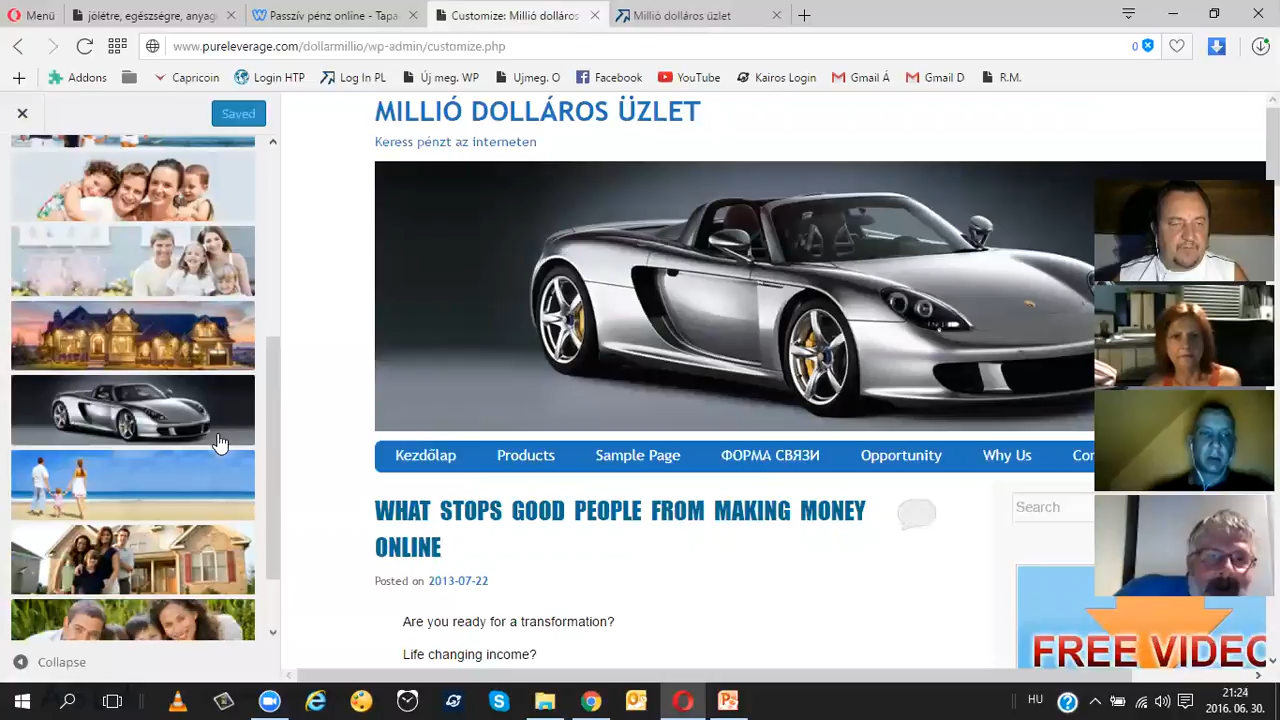 Menü
jólétre, egészségre, anyagi
Passzív pénz online - Tapa
Customize: Millió dolláros
Millió dolláros üzlet
www.pureleverage.com/dollarmillio/wp-admin/customize.php
0
Addons
Capricoin
Login HTP
Log In PL
Új meg. WP
Ujmeg. O
Facebook
YouTube
Kairos Login
Gmail Á
Gmail D
R.M.
Saved
MILLIÓ DOLLÁROS ÜZLET
Keress pénzt az interneten
Kezdőlap
Products
Sample Page
ФОРМА СВЯЗИ
Opportunity
Why Us
Con
WHAT STOPS GOOD PEOPLE FROM MAKING MONEY
ONLINE
Search
Posted on 2013-07-22
Are you ready for a transformation?
Life changing income?
FREE VIDEO
Collapse
HU
21:24
2016. 06. 30.